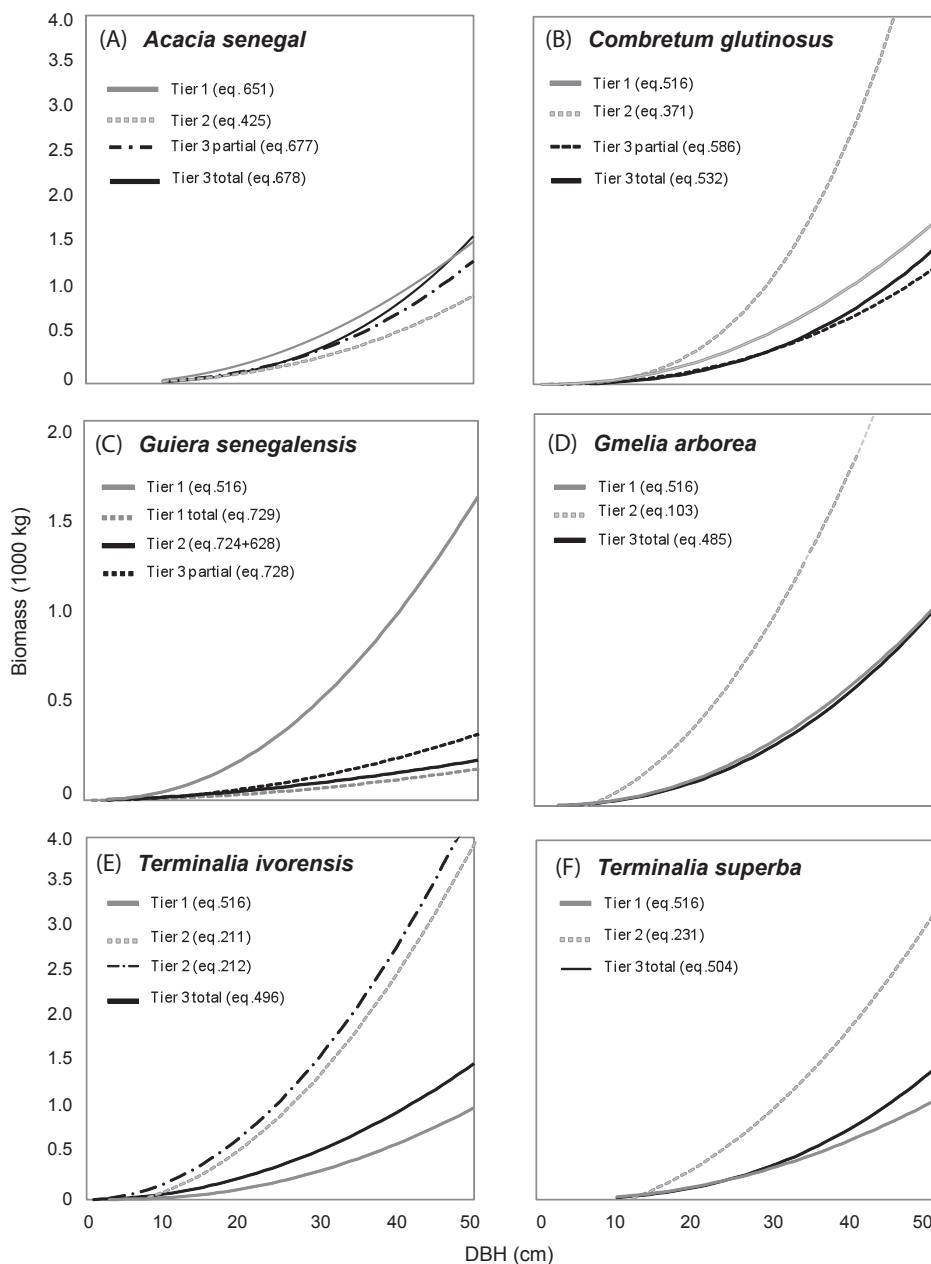 4.0
3.5
3.0
2.5
2.0
1.5
1.0
0.5
0
(A) Acacia senegal
Tier 1 (eq.651)
Tier 2 (eq.425)
Tier 3 partial (eq.677)
Tier 3 total (eq.678)
(B) Combretum glutinosus
Tier 1 (eq.516)
Tier 2 (eq.371)
Tier 3 partial (eq.586)
Tier 3 total (eq.532)
Biomass (1000 kg)
2.0
1.5
1.0
0.5
0
(C) Guiera senegalensis
Tier 1 (eq.516)
Tier 1 total (eq.729)
Tier 2 (eq.724+628)
Tier 3 partial (eq.728)
(D) Gmelia arborea
Tier 1 (eq.516)
Tier 2 (eq.103)
Tier 3 total (eq.485)
4.0
3.5
3.0
2.5
2.0
1.5
1.0
0.5
0
(E) Terminalia ivorensis
Tier 1 (eq.516)
Tier 2 (eq.211)
Tier 2 (eq.212)
Tier 3 total (eq.496)
(F) Terminalia superba
Tier 1 (eq.516)
Tier 2 (eq.231)
Tier 3 total (eq.504)
0 10 20 30 40 50
0 10 20 30 40 50
DBH (cm)